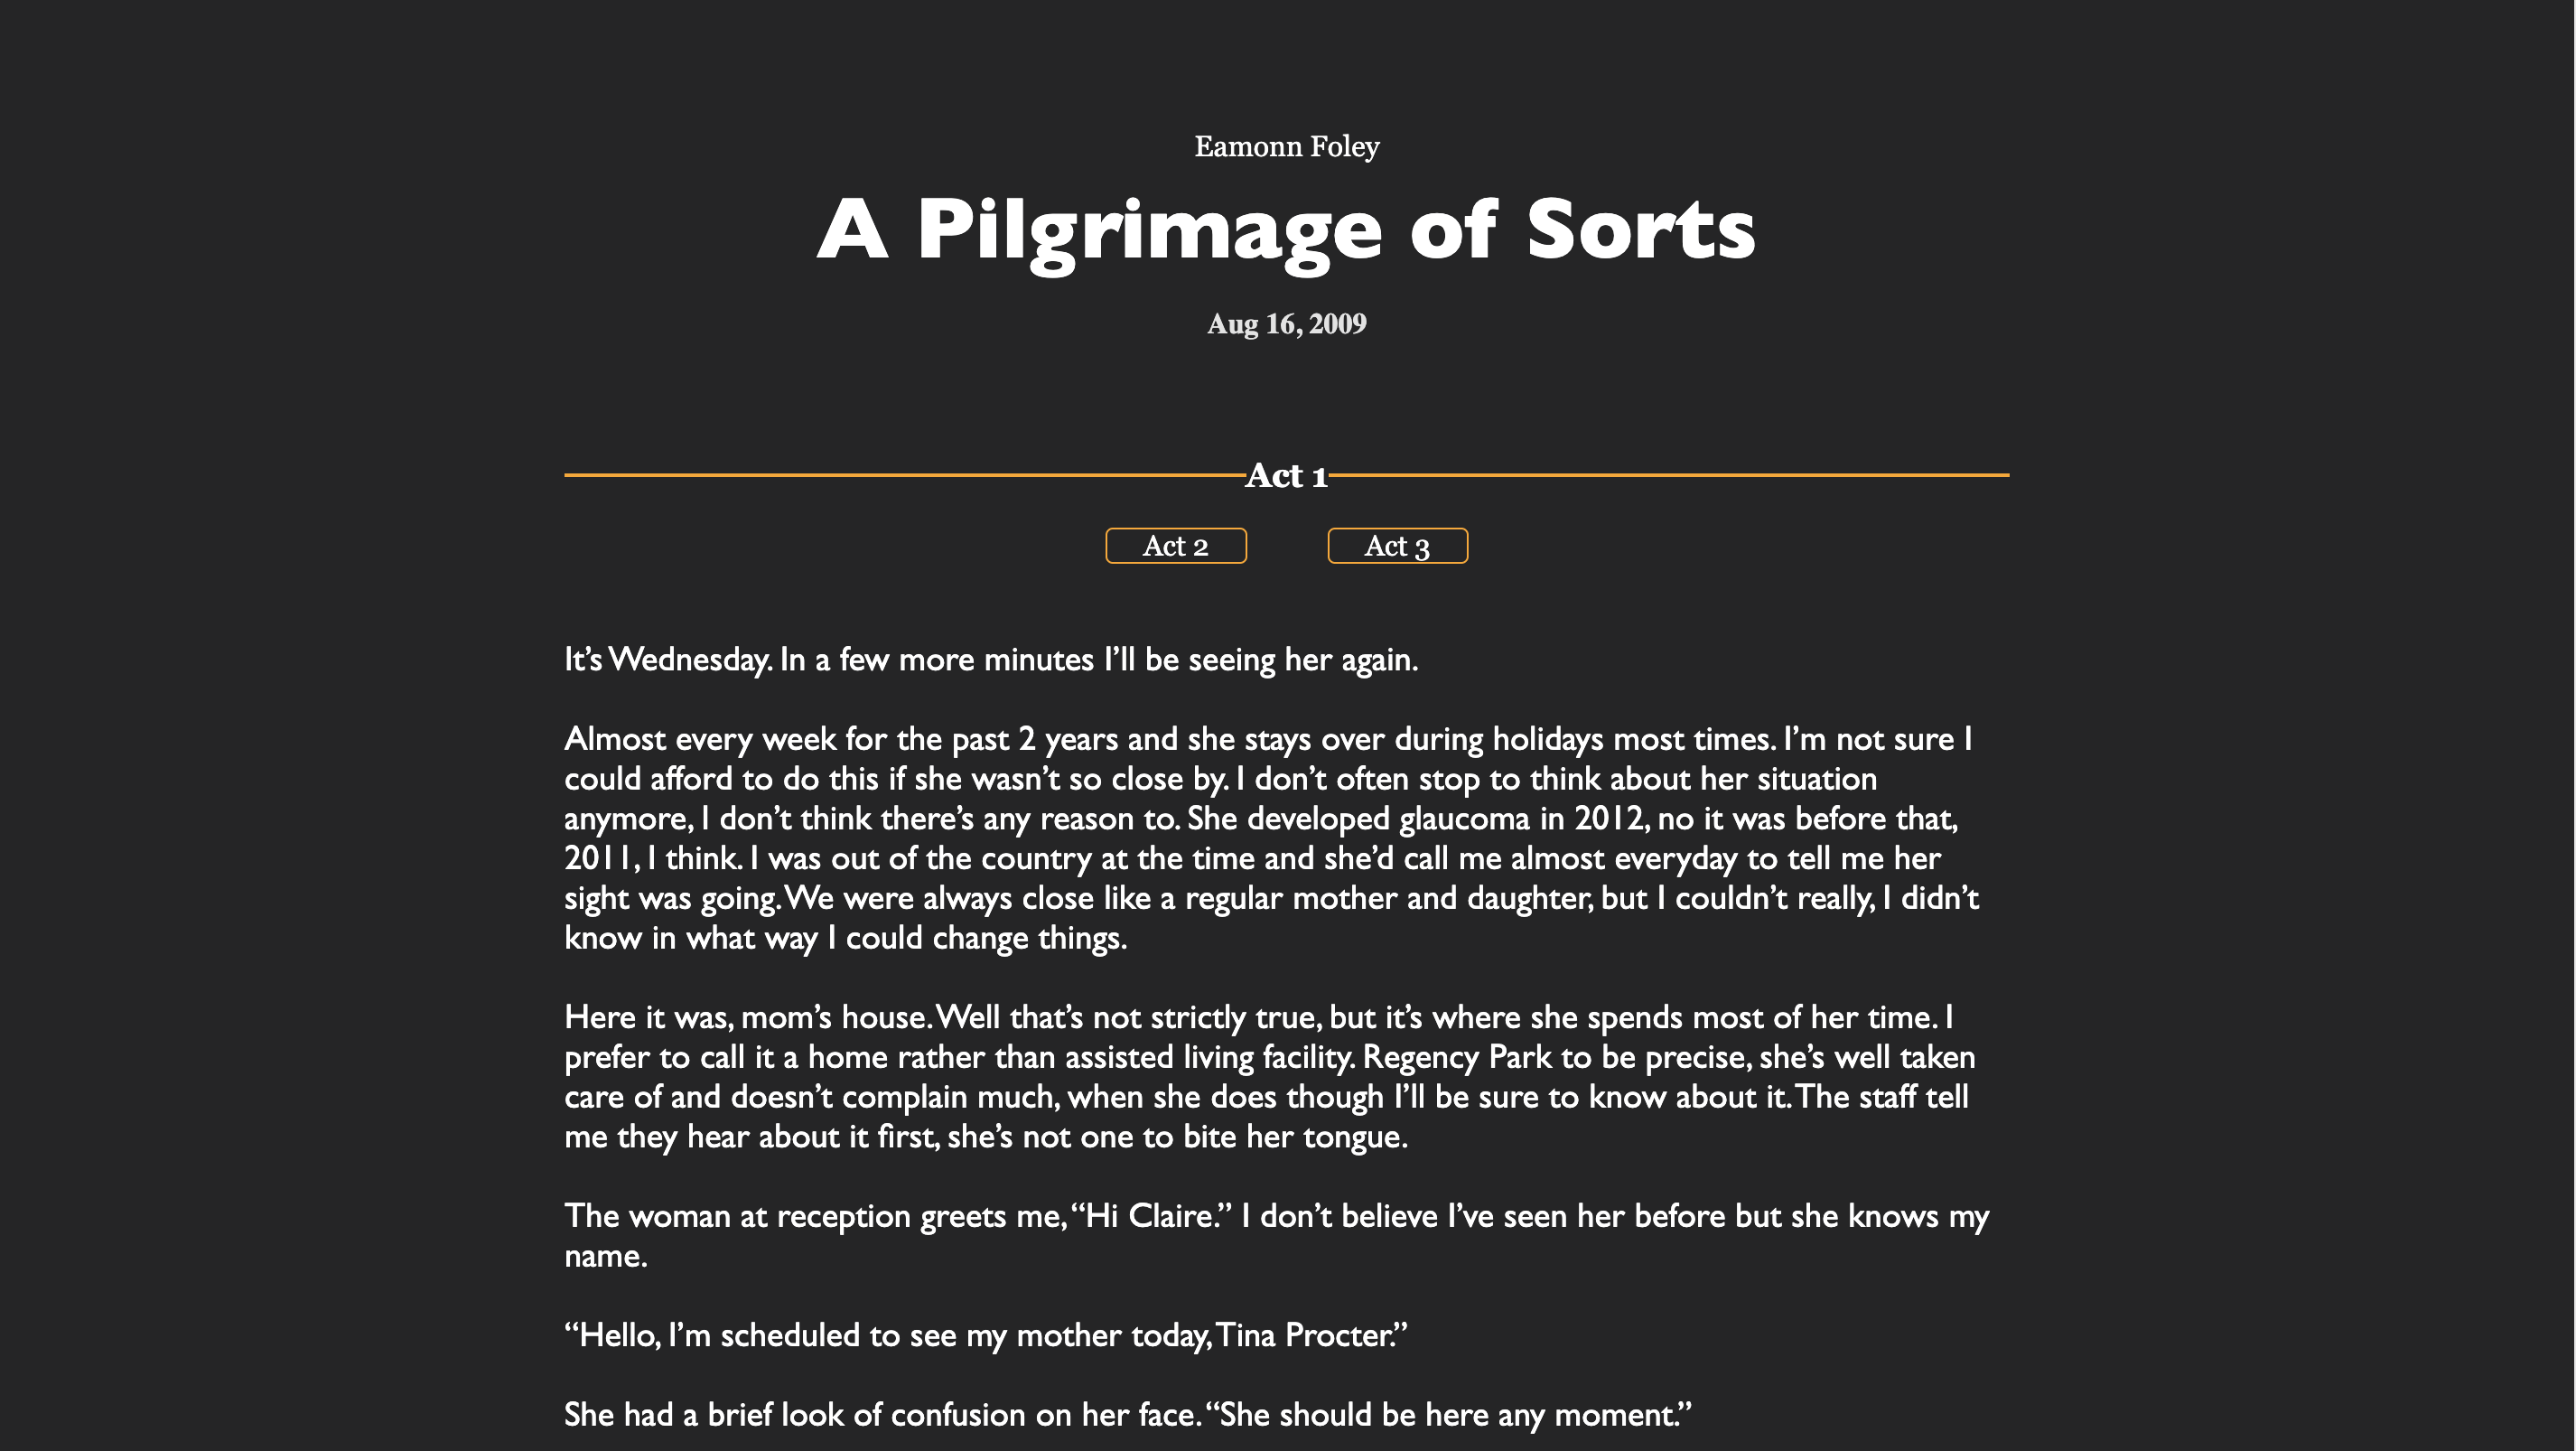 Eamonn Foley
A Pilgrimage of Sorts
Aug 16, 2009
Act 1
Act 2
Act 3
It’s Wednesday. In a few more minutes I’ll be seeing her again.
Almost every week for the past 2 years and she stays over during holidays most times. I’m not sure I
could afford to do this if she wasn’t so close by. I don’t often stop to think about her situation
anymore, I don’t think there’s any reason to. She developed glaucoma in 2012, no it was before that,
2011, I think. I was out of the country at the time and she’d call me almost everyday to tell me her
sight was going. We were always close like a regular mother and daughter, but I couldn’t really, I didn’t
know in what way I could change things.
Here it was, mom’s house. Well that’s not strictly true, but it’s where she spends most of her time. I
prefer to call it a home rather than assisted living facility. Regency Park to be precise, she’s well taken
care of and doesn’t complain much, when she does though I’ll be sure to know about it. The staff tell
me they hear about it first, she’s not one to bite her tongue.
The woman at reception greets me, “Hi Claire.” I don’t believe I’ve seen her before but she knows my
name.
“Hello, I’m scheduled to see my mother today, Tina Procter.”
She had a brief look of confusion on her face. “She should be here any moment.”